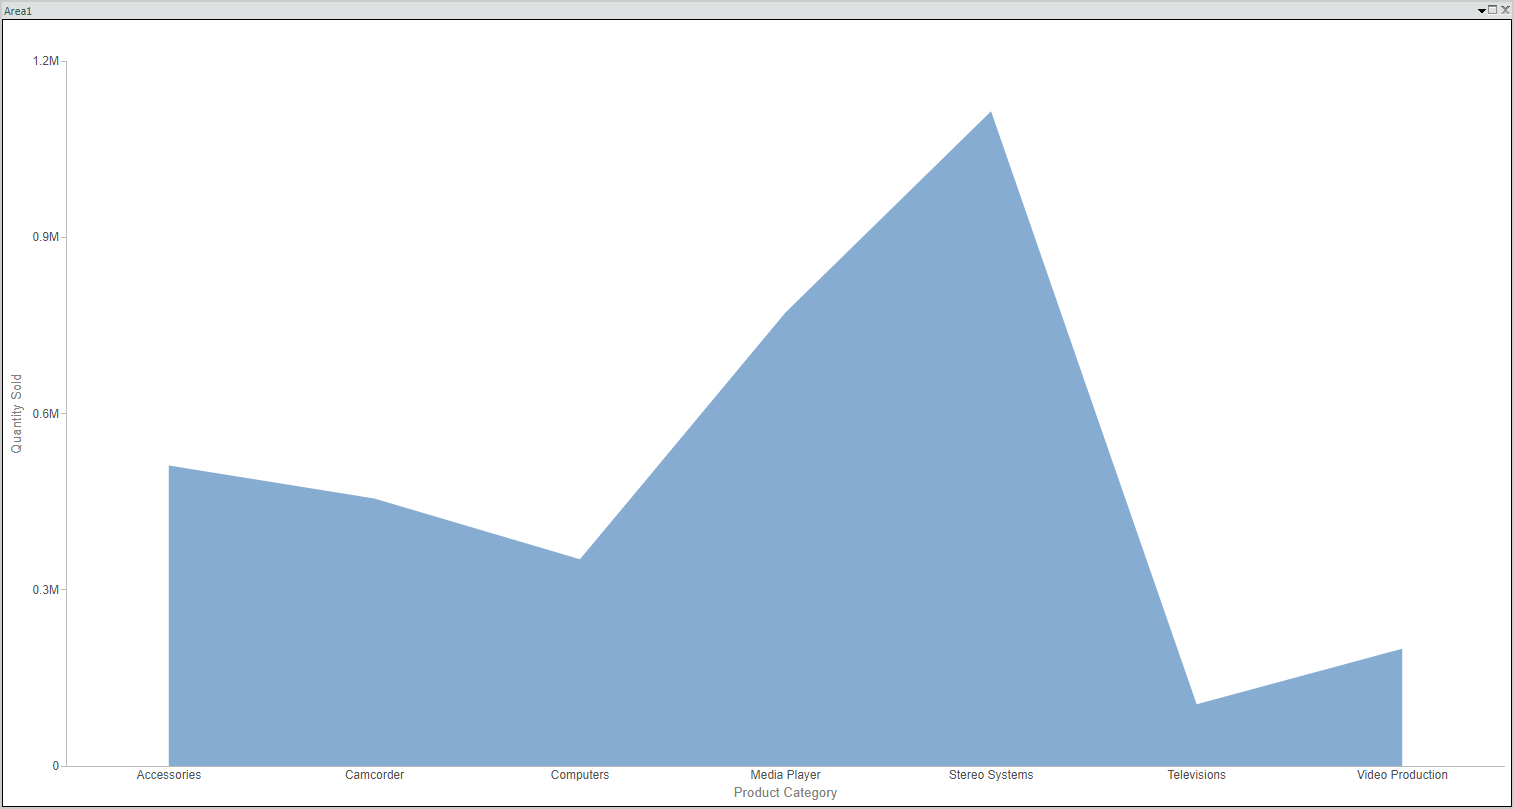 Area1
1.2M
0.9M
0.6M
0.3M
0
Quantity Sold
Accessories Camcorder Computers Media Player Stereo Systems Televisions Video Production
Product Category